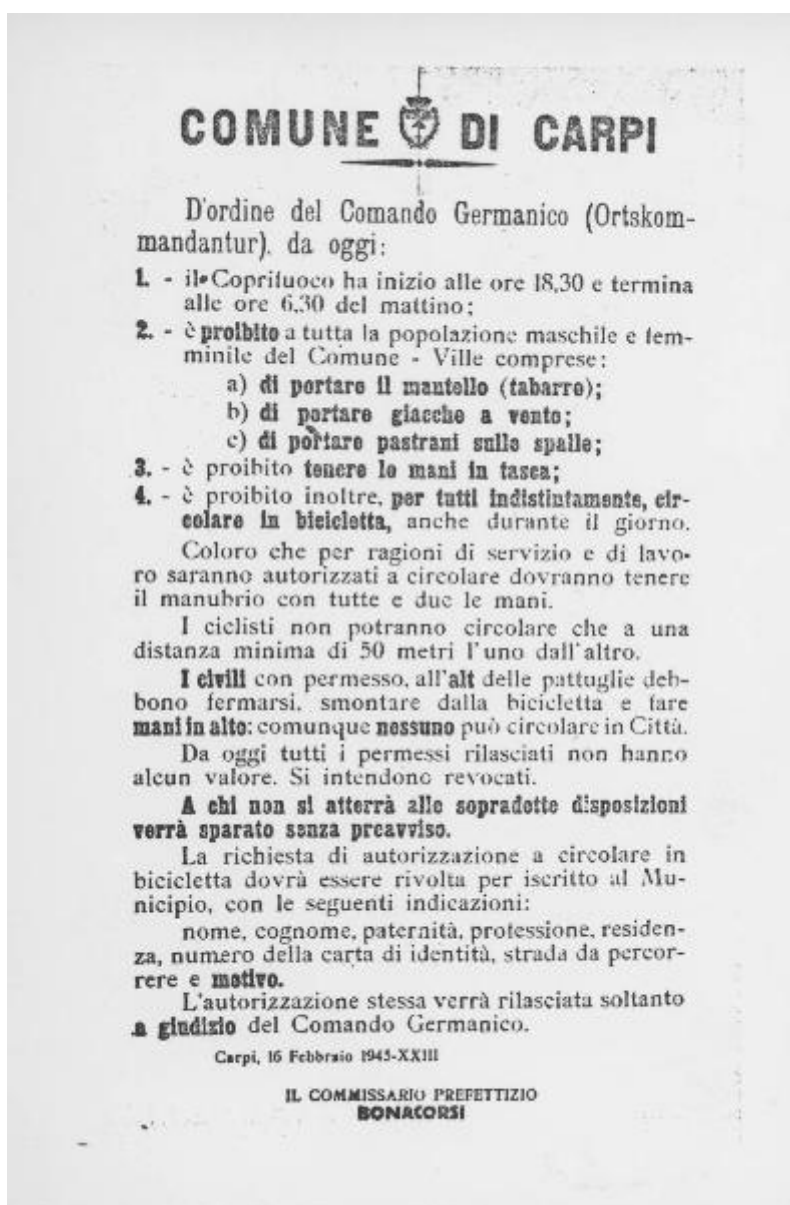 COMUNE DI CARPI
D'ordine del Comando Germanico (Ortskom-
mandantur). da oggi:
1. - il Coprifuoco ha inizio alle ore 18,30 e termina
alle ore 6,30 del mattino;
2. - è proibito a tutta la popolazione maschile e fem-
minile del Comune - Ville comprese:
a) di portare il mantello (tabarro);
b) di portare giacche a vento;
c) di portare pastrani sulle spalle;
3. - è proibito tenere le mani in tasca;
4. - è proibito inoltre, per tutti indistintamente, cir-
colare in bicicletta, anche durante il giorno.
Coloro che per ragioni di servizio e di lavo-
ro saranno autorizzati a circolare dovranno tenere
il manubrio con tutte e due le mani.
I ciclisti non potranno circolare che a una
distanza minima di 50 metri l'uno dall'altro.
I civili con permesso, all'alt delle pattuglie deb-
bono fermarsi, smontare dalla bicicletta e fare
mani in alto: comunque nessuno può circolare in Città.
Da oggi tutti i permessi rilasciati non hanno
alcun valore. Si intendono revocati.
A chi non si atterrà alle sopradette disposizioni
verrà sparato senza preavviso.
La richiesta di autorizzazione a circolare in
bicicletta dovrà essere rivolta per iscritto al Mu-
nicipio, con le seguenti indicazioni:
nome, cognome, paternità, professione, residen-
za, numero della carta di identità, strada da percor-
rere e motivo.
L'autorizzazione stessa verrà rilasciata soltanto
a giudizio del Comando Germanico.
Carpi, 16 Febbraio 1945-XXIII
IL COMMISSARIO PREFETTIZIO
BONACORSI